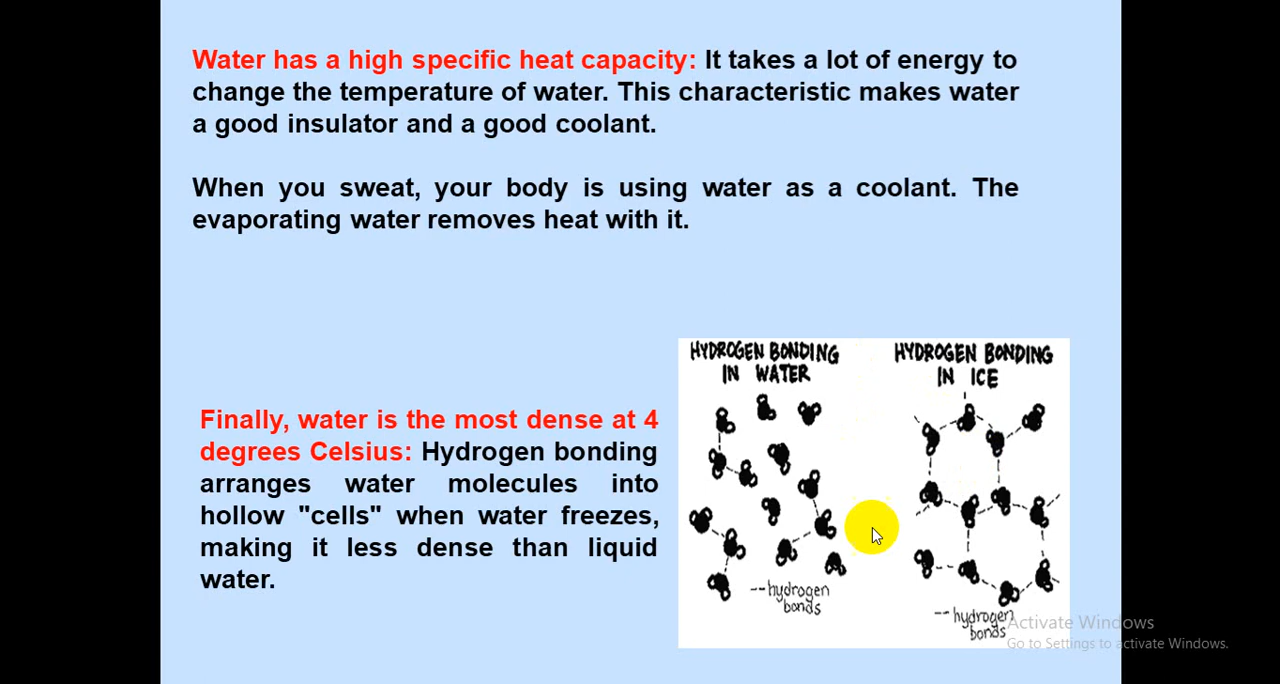 Water has a high specific heat capacity: It takes a lot of energy to
change the temperature of water. This characteristic makes water
a good insulator and a good coolant.
When you sweat, your body is using water as a coolant. The
evaporating water removes heat with it.
Finally, water is the most dense at 4
degrees Celsius: Hydrogen bonding
arranges water molecules into
hollow "cells" when water freezes,
making it less dense than liquid
water.
HYDROGEN BONDING
IN WATER
-- hydrogen
bonds
HYDROGEN BONDING
IN ICE
-- hydrogen
bonds
Activate Windows
Go to Settings to activate Windows.